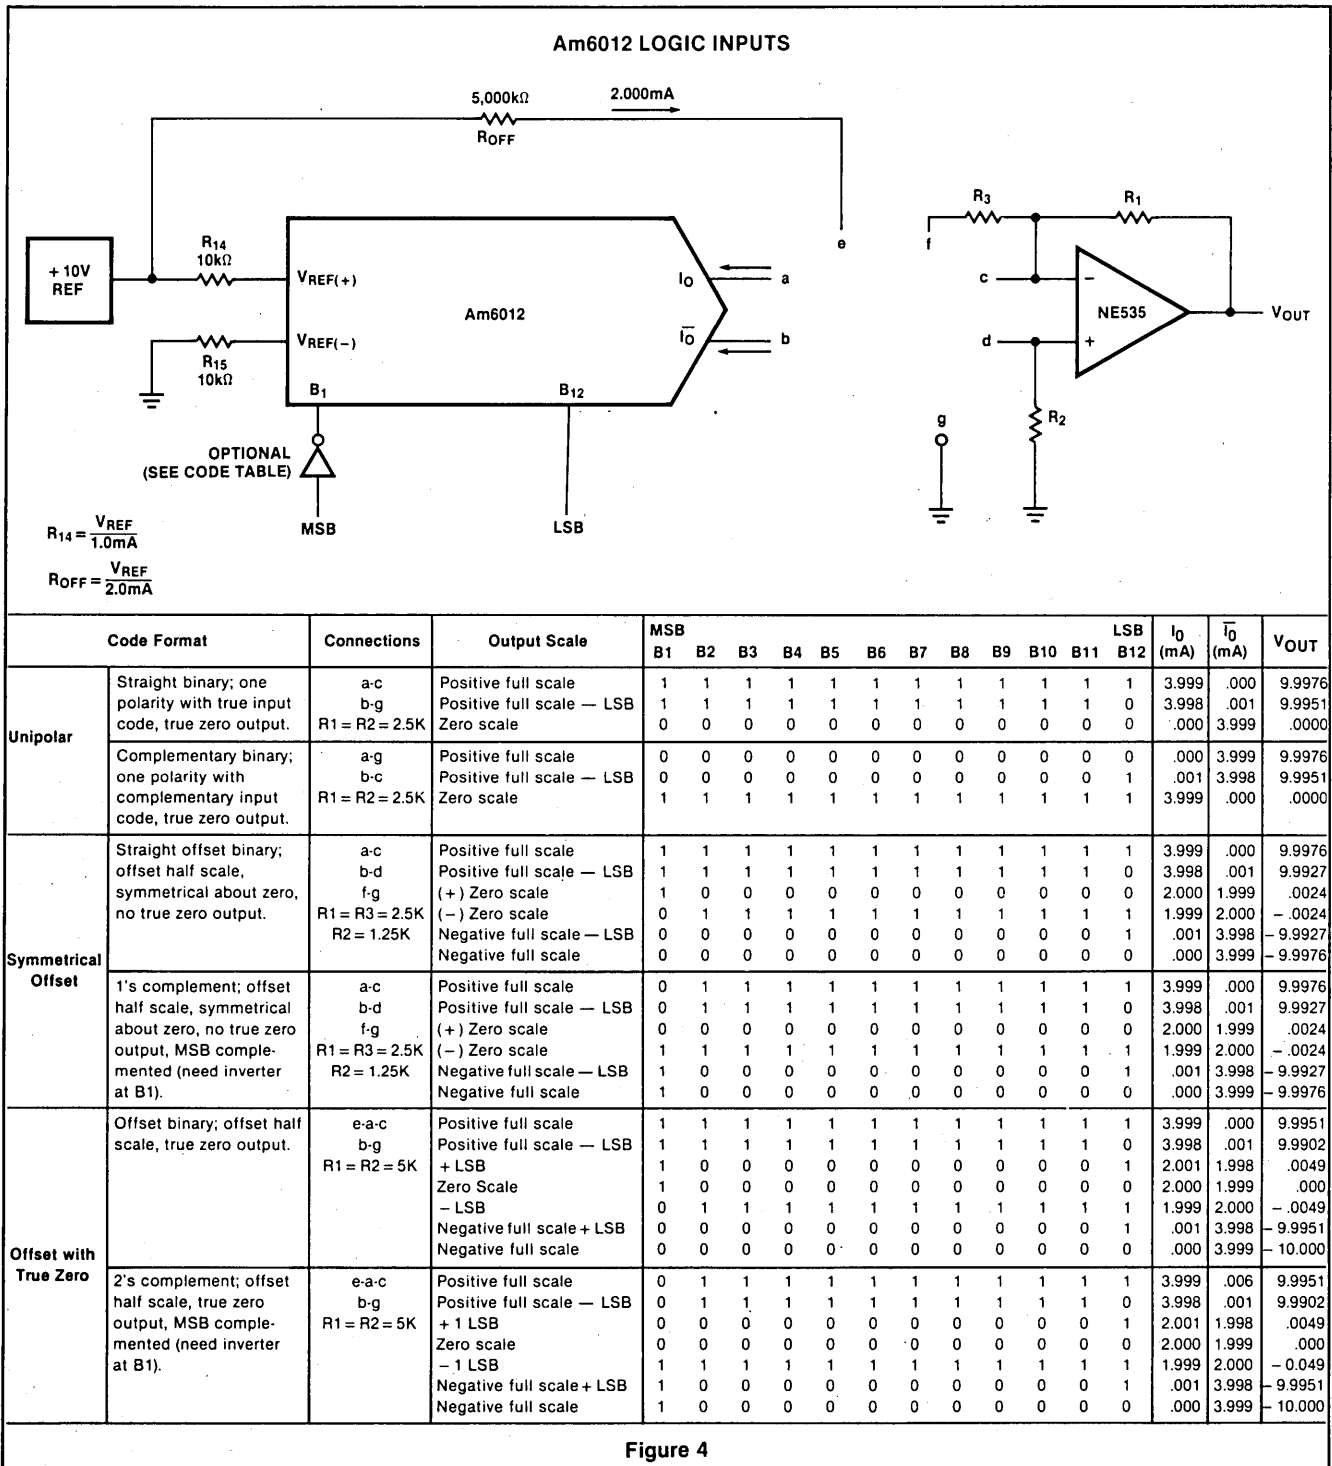 Am6012 LOGIC INPUTS
5,000kΩ
2.000mA
ROFF
R14
10kΩ
+ 10V
REF
VREF(+)
IO
a
e
Am6012
VREF(-)
IO
b
R15
10kΩ
B1
B12
OPTIONAL
(SEE CODE TABLE)
MSB
LSB
R3
R1
f
c
NE535
VOUT
d
g
R2
R14 = VREF / 1.0mA
ROFF = VREF / 2.0mA
Code Format Connections Output Scale MSB B1 B2 B3 B4 B5 B6 B7 B8 B9 B10 B11 LSB B12 IO (mA) IO (mA) VOUT
Unipolar
Straight binary; one
polarity with true input
code, true zero output.
a-c
b-g
R1 = R2 = 2.5K
Positive full scale 1 1 1 1 1 1 1 1 1 1 1 1 3.999 .000 9.9976
Positive full scale — LSB 1 1 1 1 1 1 1 1 1 1 1 0 3.998 .001 9.9951
Zero scale 0 0 0 0 0 0 0 0 0 0 0 0 .000 3.999 .0000
Complementary binary;
one polarity with
complementary input
code, true zero output.
a-g
b-c
R1 = R2 = 2.5K
Positive full scale 0 0 0 0 0 0 0 0 0 0 0 0 .000 3.999 9.9976
Positive full scale — LSB 0 0 0 0 0 0 0 0 0 0 0 1 .001 3.998 9.9951
Zero scale 1 1 1 1 1 1 1 1 1 1 1 1 3.999 .000 .0000
Symmetrical
Offset
Straight offset binary;
offset half scale,
symmetrical about zero,
no true zero output.
a-c
b-d
f-g
R1 = R3 = 2.5K
R2 = 1.25K
Positive full scale 1 1 1 1 1 1 1 1 1 1 1 1 3.999 .000 9.9976
Positive full scale — LSB 1 1 1 1 1 1 1 1 1 1 1 0 3.998 .001 9.9927
(+) Zero scale 1 0 0 0 0 0 0 0 0 0 0 0 2.000 1.999 .0024
(−) Zero scale 0 1 1 1 1 1 1 1 1 1 1 1 1.999 2.000 − .0024
Negative full scale — LSB 0 0 0 0 0 0 0 0 0 0 0 1 .001 3.998 − 9.9927
Negative full scale 0 0 0 0 0 0 0 0 0 0 0 0 .000 3.999 − 9.9976
1's complement; offset
half scale, symmetrical
about zero, no true zero
output, MSB comple-
mented (need inverter
at B1).
a-c
b-d
f-g
R1 = R3 = 2.5K
R2 = 1.25K
Positive full scale 0 1 1 1 1 1 1 1 1 1 1 1 3.999 .000 9.9976
Positive full scale — LSB 0 1 1 1 1 1 1 1 1 1 1 0 3.998 .001 9.9927
(+) Zero scale 0 0 0 0 0 0 0 0 0 0 0 0 2.000 1.999 .0024
(−) Zero scale 1 1 1 1 1 1 1 1 1 1 1 1 1.999 2.000 − .0024
Negative full scale — LSB 1 0 0 0 0 0 0 0 0 0 0 1 .001 3.998 − 9.9927
Negative full scale 1 0 0 0 0 0 0 0 0 0 0 0 .000 3.999 − 9.9976
Offset with
True Zero
Offset binary; offset half
scale, true zero output.
e-a-c
b-g
R1 = R2 = 5K
Positive full scale 1 1 1 1 1 1 1 1 1 1 1 1 3.999 .000 9.9951
Positive full scale — LSB 1 1 1 1 1 1 1 1 1 1 1 0 3.998 .001 9.9902
+ LSB 1 0 0 0 0 0 0 0 0 0 0 1 2.001 1.998 .0049
Zero Scale 1 0 0 0 0 0 0 0 0 0 0 0 2.000 1.999 .000
− LSB 0 1 1 1 1 1 1 1 1 1 1 1 1.999 2.000 − .0049
Negative full scale + LSB 0 0 0 0 0 0 0 0 0 0 0 1 .001 3.998 − 9.9951
Negative full scale 0 0 0 0 0 0 0 0 0 0 0 0 .000 3.999 − 10.000
2's complement; offset
half scale, true zero
output, MSB comple-
mented (need inverter
at B1).
e-a-c
b-g
R1 = R2 = 5K
Positive full scale 0 1 1 1 1 1 1 1 1 1 1 1 3.999 .006 9.9951
Positive full scale — LSB 0 1 1 1 1 1 1 1 1 1 1 0 3.998 .001 9.9902
+ 1 LSB 0 0 0 0 0 0 0 0 0 0 0 1 2.001 1.998 .0049
Zero scale 0 0 0 0 0 0 0 0 0 0 0 0 2.000 1.999 .000
− 1 LSB 1 1 1 1 1 1 1 1 1 1 1 1 1.999 2.000 − 0.049
Negative full scale + LSB 1 0 0 0 0 0 0 0 0 0 0 1 .001 3.998 − 9.9951
Negative full scale 1 0 0 0 0 0 0 0 0 0 0 0 .000 3.999 − 10.000
Figure 4